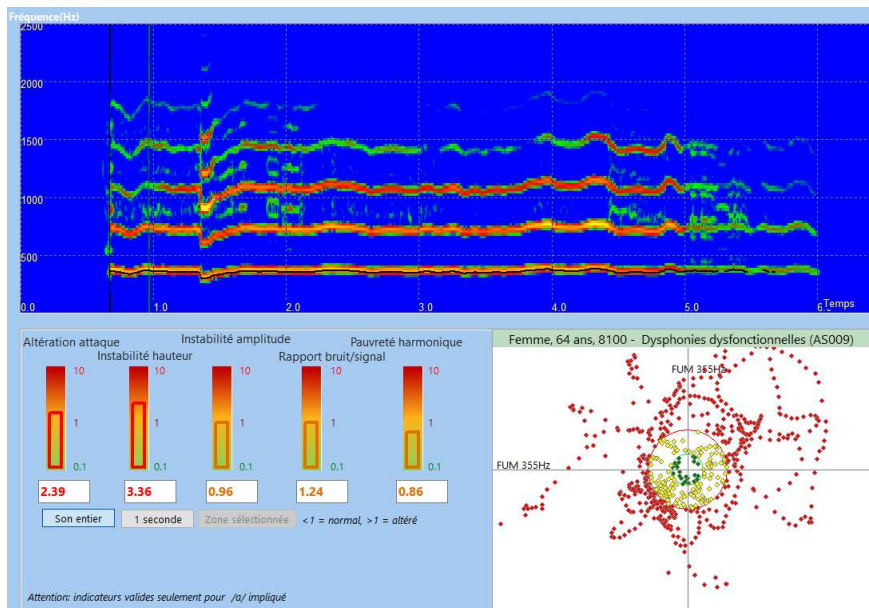 Fréquence(Hz)
2500
2000
1500
1000
500
0.0 1.0 2.0 3.0 4.0 5.0 6. Temps
Altération attaque
Instabilité hauteur
Instabilité amplitude
Rapport bruit/signal
Pauvreté harmonique
10 10 10 10 10
1 1 1 1 1
0.1 0.1 0.1 0.1 0.1
2.39 3.36 0.96 1.24 0.86
Son entier 1 seconde Zone sélectionnée <1 = normal, >1 = altéré
Attention: indicateurs valides seulement pour /a/ impliqué
Femme, 64 ans, 8100 - Dysphonies dysfonctionnelles (AS009)
FUM 355Hz
FUM 355Hz